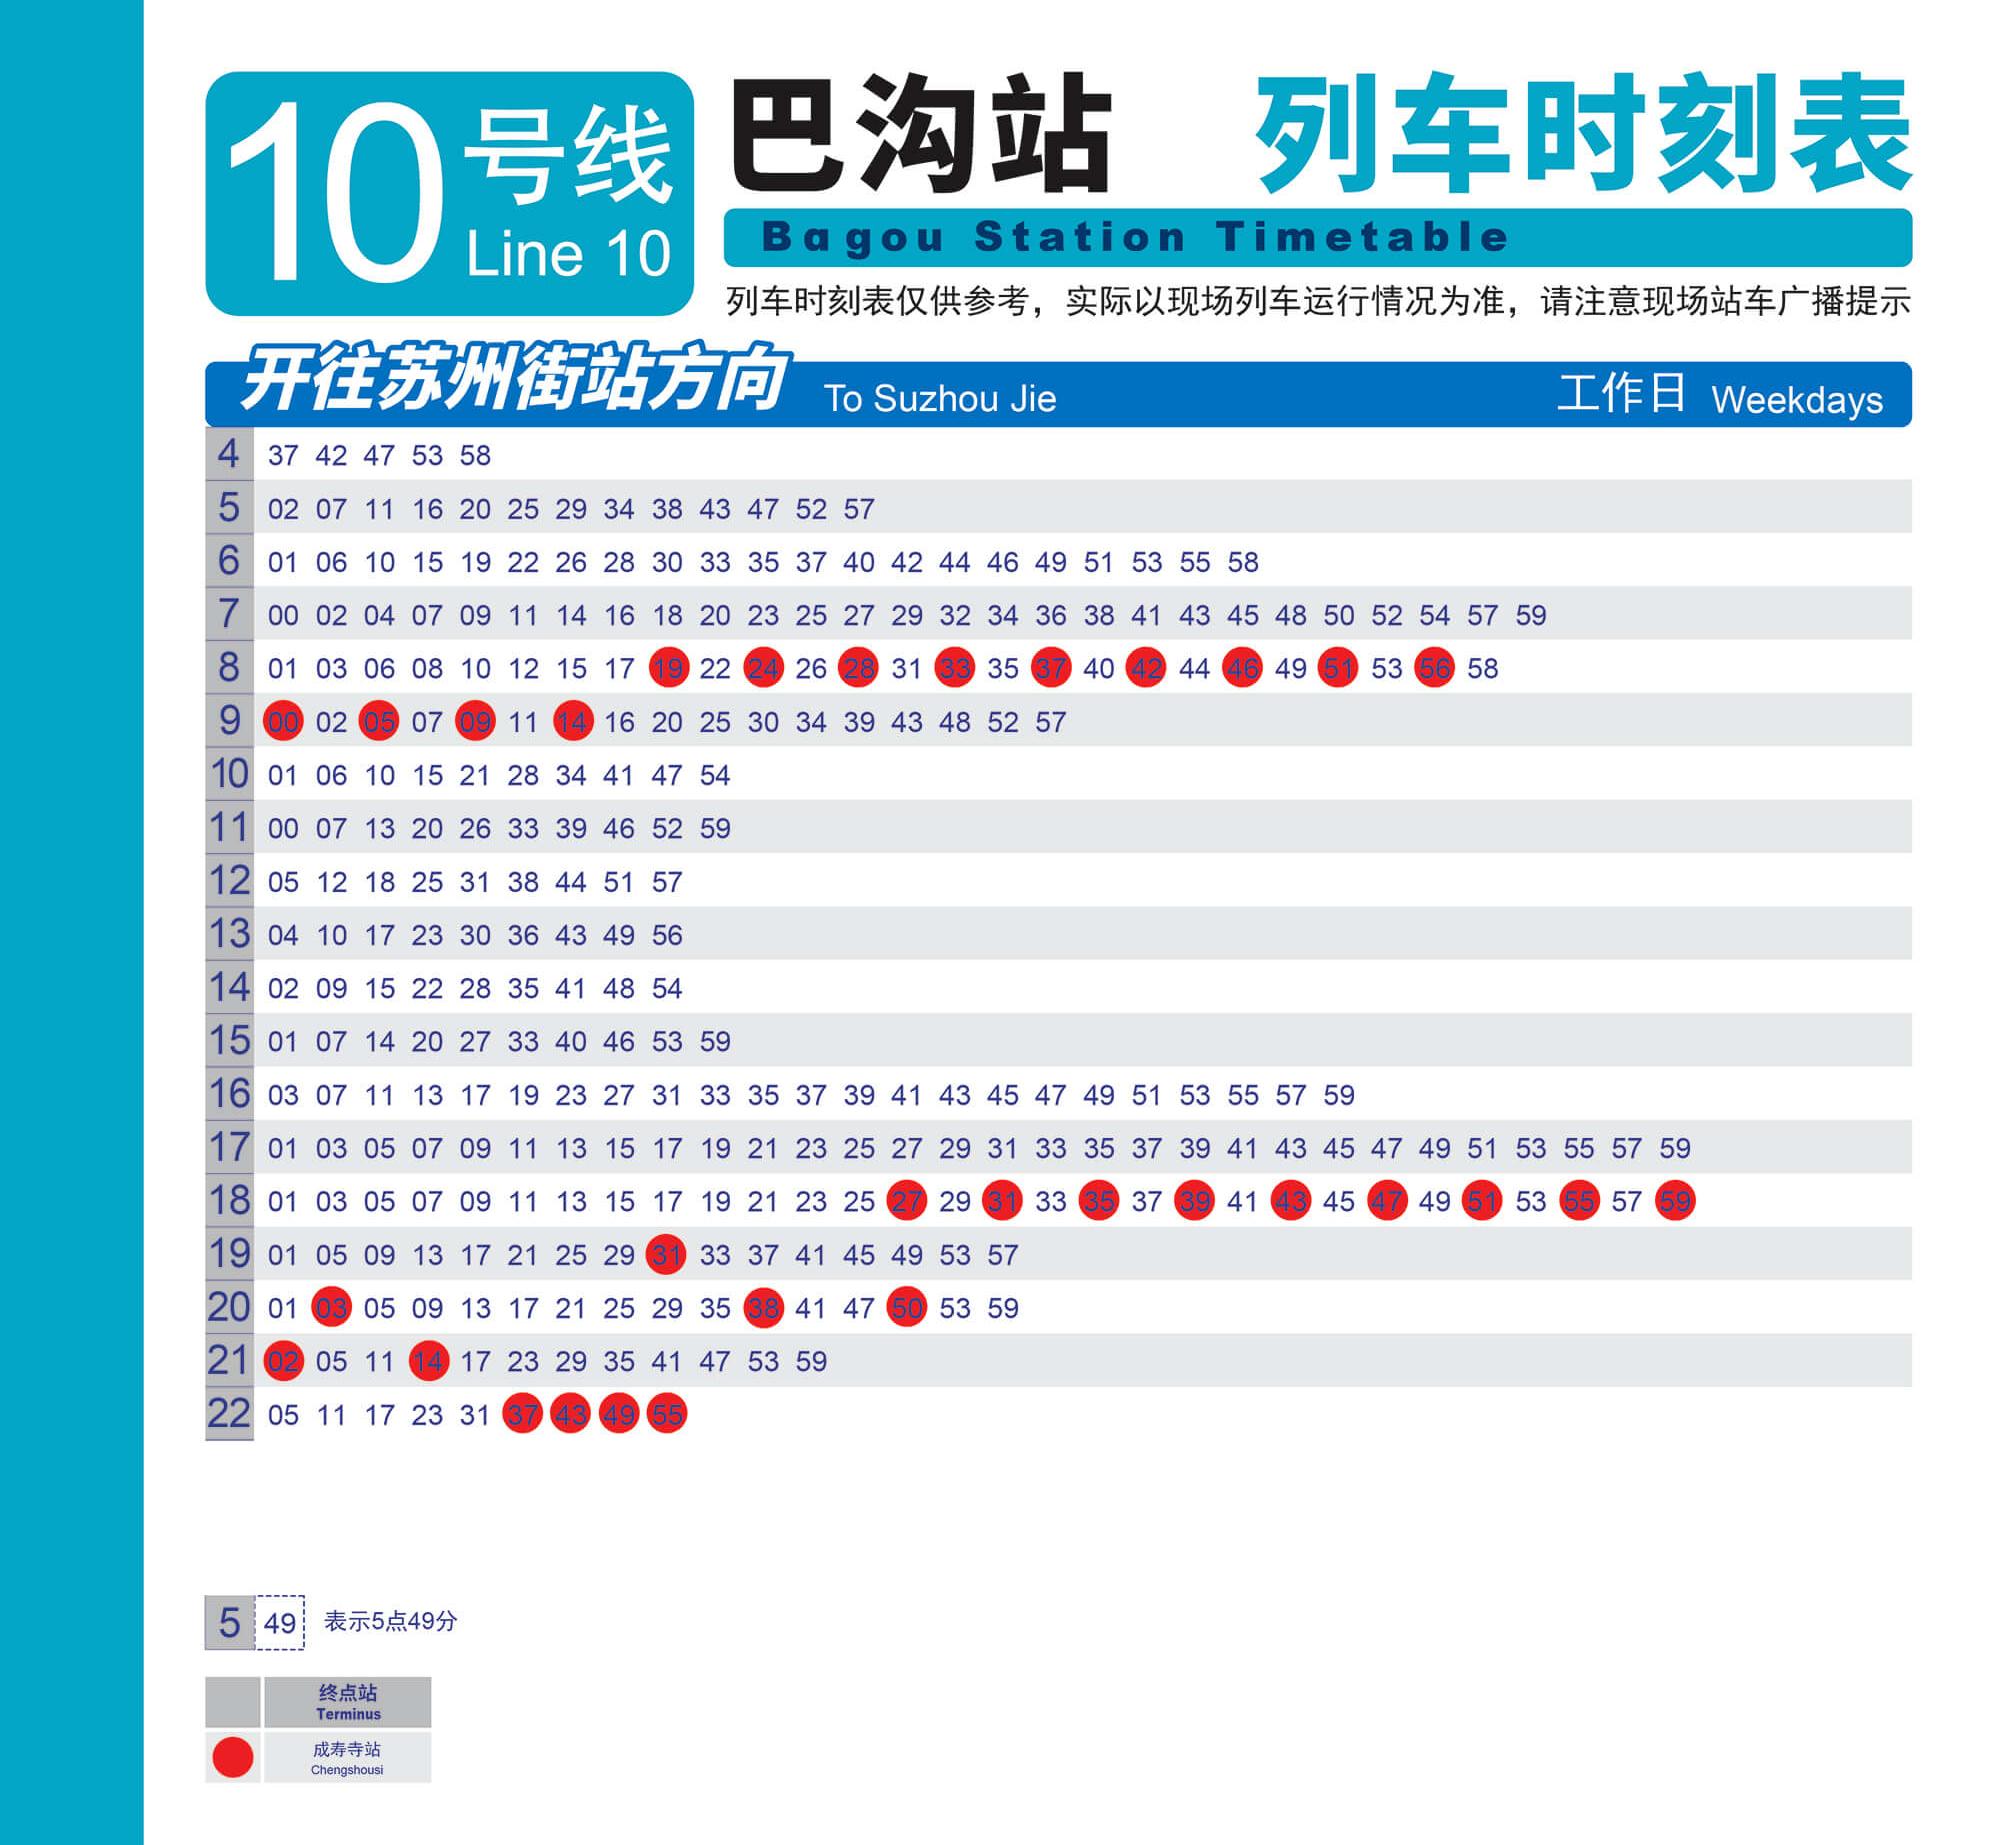 10号线
Line 10
巴沟站 列车时刻表
Bagou Station Timetable
列车时刻表仅供参考，实际以现场列车运行情况为准，请注意现场站车广播提示
开往苏州街站方向 To Suzhou Jie 工作日 Weekdays
4 37 42 47 53 58
5 02 07 11 16 20 25 29 34 38 43 47 52 57
6 01 06 10 15 19 22 26 28 30 33 35 37 40 42 44 46 49 51 53 55 58
7 00 02 04 07 09 11 14 16 18 20 23 25 27 29 32 34 36 38 41 43 45 48 50 52 54 57 59
8 01 03 06 08 10 12 15 17 19 22 24 26 28 31 33 35 37 40 42 44 46 49 51 53 56 58
9 00 02 05 07 09 11 14 16 20 25 30 34 39 43 48 52 57
10 01 06 10 15 21 28 34 41 47 54
11 00 07 13 20 26 33 39 46 52 59
12 05 12 18 25 31 38 44 51 57
13 04 10 17 23 30 36 43 49 56
14 02 09 15 22 28 35 41 48 54
15 01 07 14 20 27 33 40 46 53 59
16 03 07 11 13 17 19 23 27 31 33 35 37 39 41 43 45 47 49 51 53 55 57 59
17 01 03 05 07 09 11 13 15 17 19 21 23 25 27 29 31 33 35 37 39 41 43 45 47 49 51 53 55 57 59
18 01 03 05 07 09 11 13 15 17 19 21 23 25 27 29 31 33 35 37 39 41 43 45 47 49 51 53 55 57 59
19 01 05 09 13 17 21 25 29 31 33 37 41 45 49 53 57
20 01 03 05 09 13 17 21 25 29 35 38 41 47 50 53 59
21 02 05 11 14 17 23 29 35 41 47 53 59
22 05 11 17 23 31 37 43 49 55
5 49 表示5点49分
终点站
Terminus
成寿寺站
Chengshousi